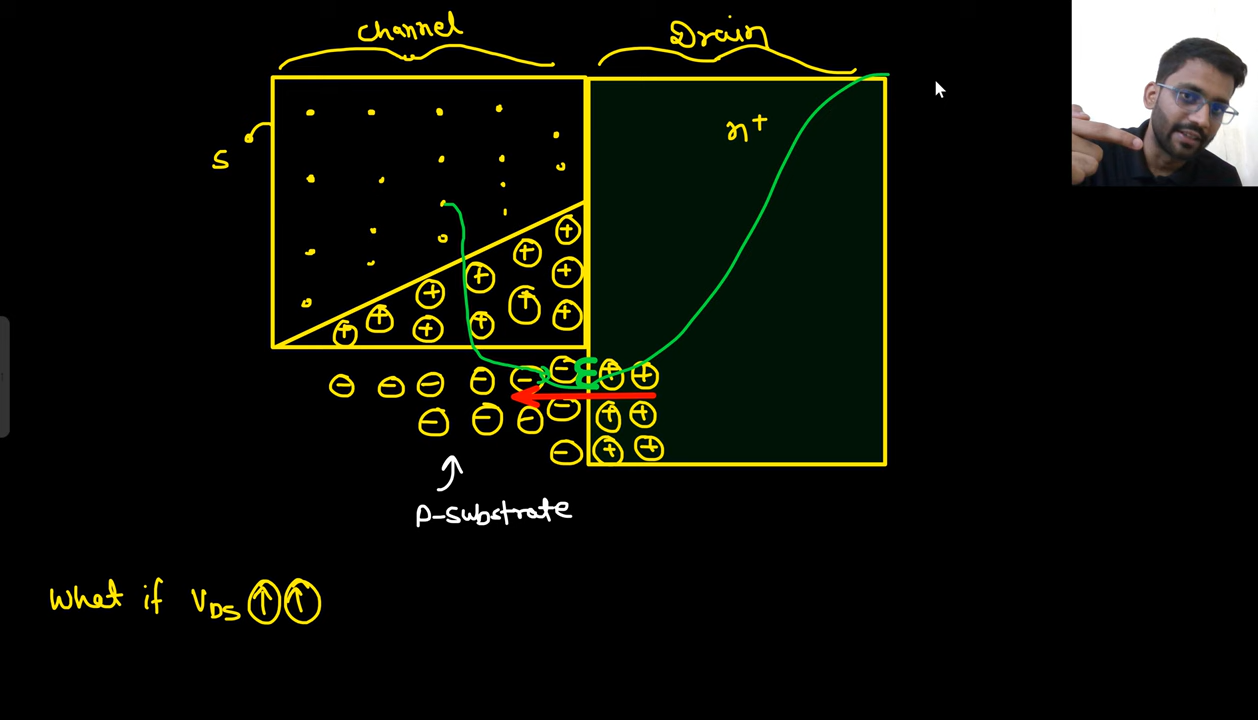 Channel
Drain
n+
S
ε
P-substrate
What if VDS ↑ ↑